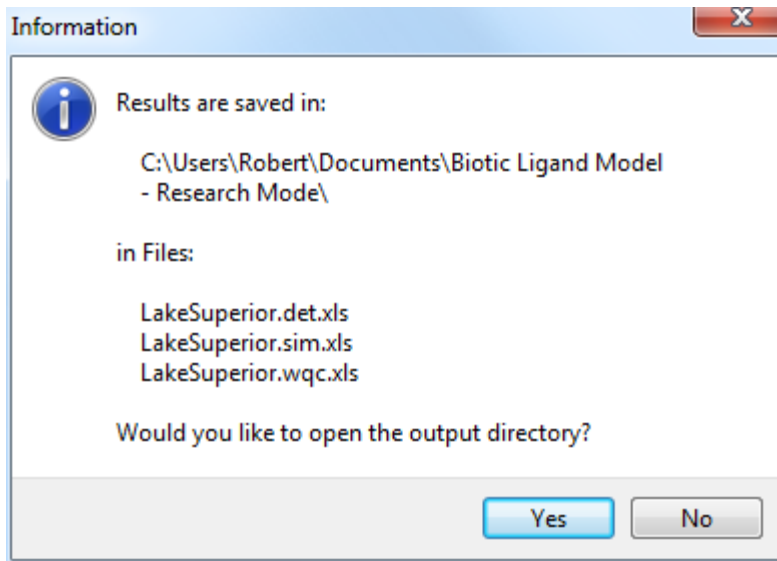 Information
Results are saved in:
C:\Users\Robert\Documents\Biotic Ligand Model
- Research Mode\
in Files:
LakeSuperior.det.xls
LakeSuperior.sim.xls
LakeSuperior.wqc.xls
Would you like to open the output directory?
Yes
No